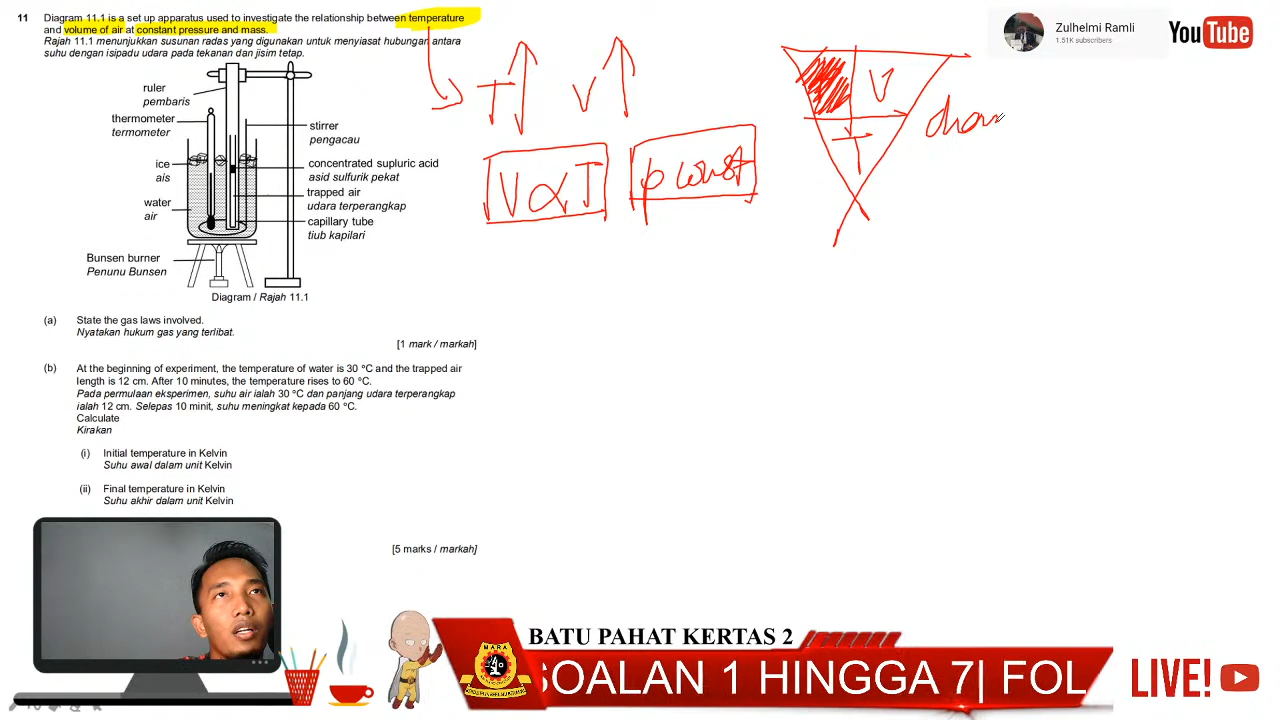 11 Diagram 11.1 is a set up apparatus used to investigate the relationship between temperature
and volume of air at constant pressure and mass.
Rajah 11.1 menunjukkan susunan radas yang digunakan untuk menyiasat hubungan antara
suhu dengan isipadu udara pada tekanan dan jisim tetap.
ruler
pembaris
thermometer
termometer
ice
ais
water
air
Bunsen burner
Penunu Bunsen
stirrer
pengacau
concentrated supluric acid
asid sulfurik pekat
trapped air
udara terperangkap
capillary tube
tiub kapilari
Diagram / Rajah 11.1
T V
V ∝ T
p const
V
T
(a) State the gas laws involved.
Nyatakan hukum gas yang terlibat.
[1 mark / markah]
(b) At the beginning of experiment, the temperature of water is 30 °C and the trapped air
length is 12 cm. After 10 minutes, the temperature rises to 60 °C.
Pada permulaan eksperimen, suhu air ialah 30 °C dan panjang udara terperangkap
ialah 12 cm. Selepas 10 minit, suhu meningkat kepada 60 °C.
Calculate
Kirakan
(i) Initial temperature in Kelvin
Suhu awal dalam unit Kelvin
(ii) Final temperature in Kelvin
Suhu akhir dalam unit Kelvin
[5 marks / markah]
Zulhelmi Ramli
1.51K subscribers
YouTube
MARA
BATU PAHAT KERTAS 2
SOALAN 1 HINGGA 7| FOL
LIVE!